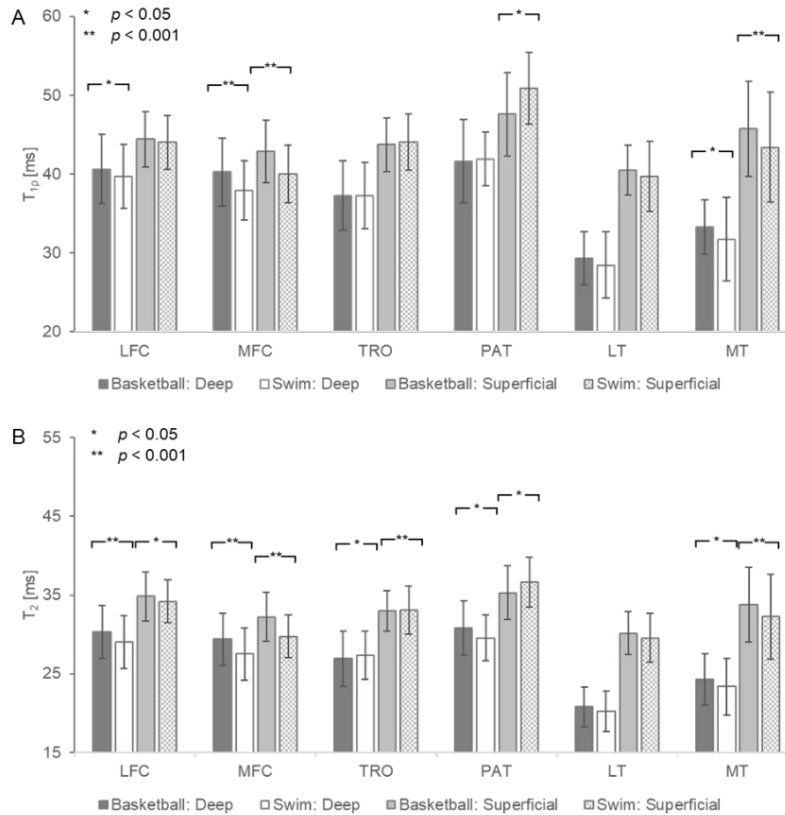 A
* p < 0.05
** p < 0.001
60
50
40
30
20
T1ρ [ms]
* ** ** * * **
LFC MFC TRO PAT LT MT
Basketball: Deep Swim: Deep Basketball: Superficial Swim: Superficial
B
* p < 0.05
** p < 0.001
55
45
35
25
15
T2 [ms]
** * ** ** * ** * * * **
LFC MFC TRO PAT LT MT
Basketball: Deep Swim: Deep Basketball: Superficial Swim: Superficial